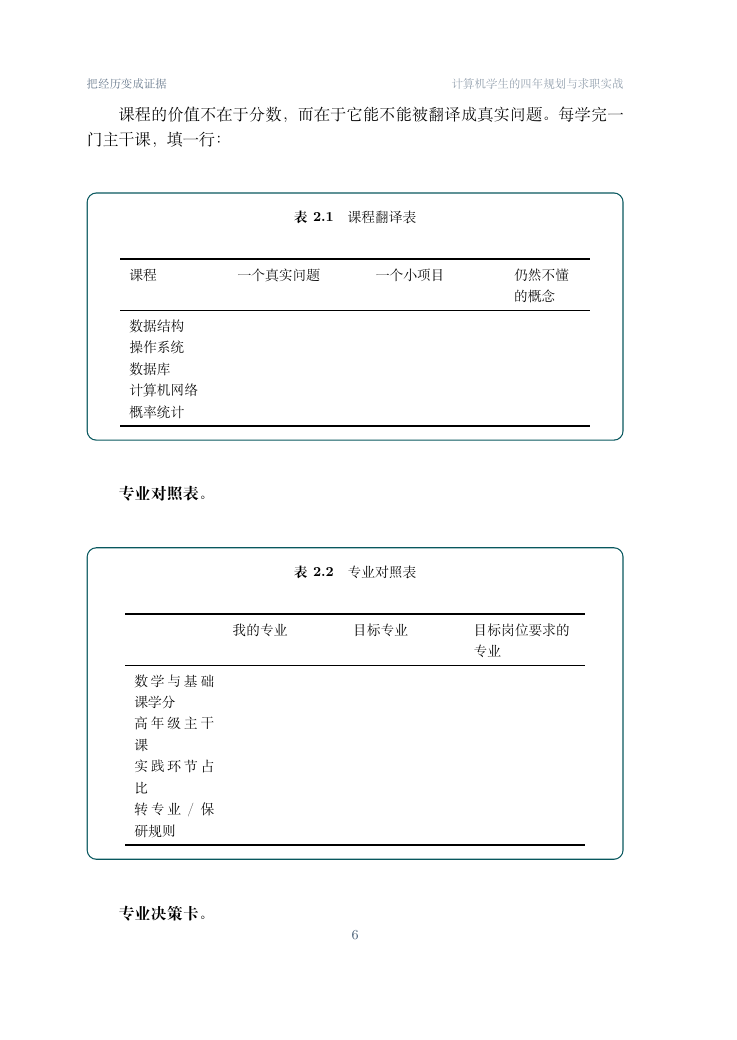 把经历变成证据 计算机学生的四年规划与求职实战
课程的价值不在于分数，而在于它能不能被翻译成真实问题。每学完一
门主干课，填一行：
表 2.1 课程翻译表
课程 一个真实问题 一个小项目 仍然不懂
的概念
数据结构
操作系统
数据库
计算机网络
概率统计
专业对照表。
表 2.2 专业对照表
我的专业 目标专业 目标岗位要求的
专业
数学与基础
课学分
高年级主干
课
实践环节占
比
转专业 / 保
研规则
专业决策卡。
6